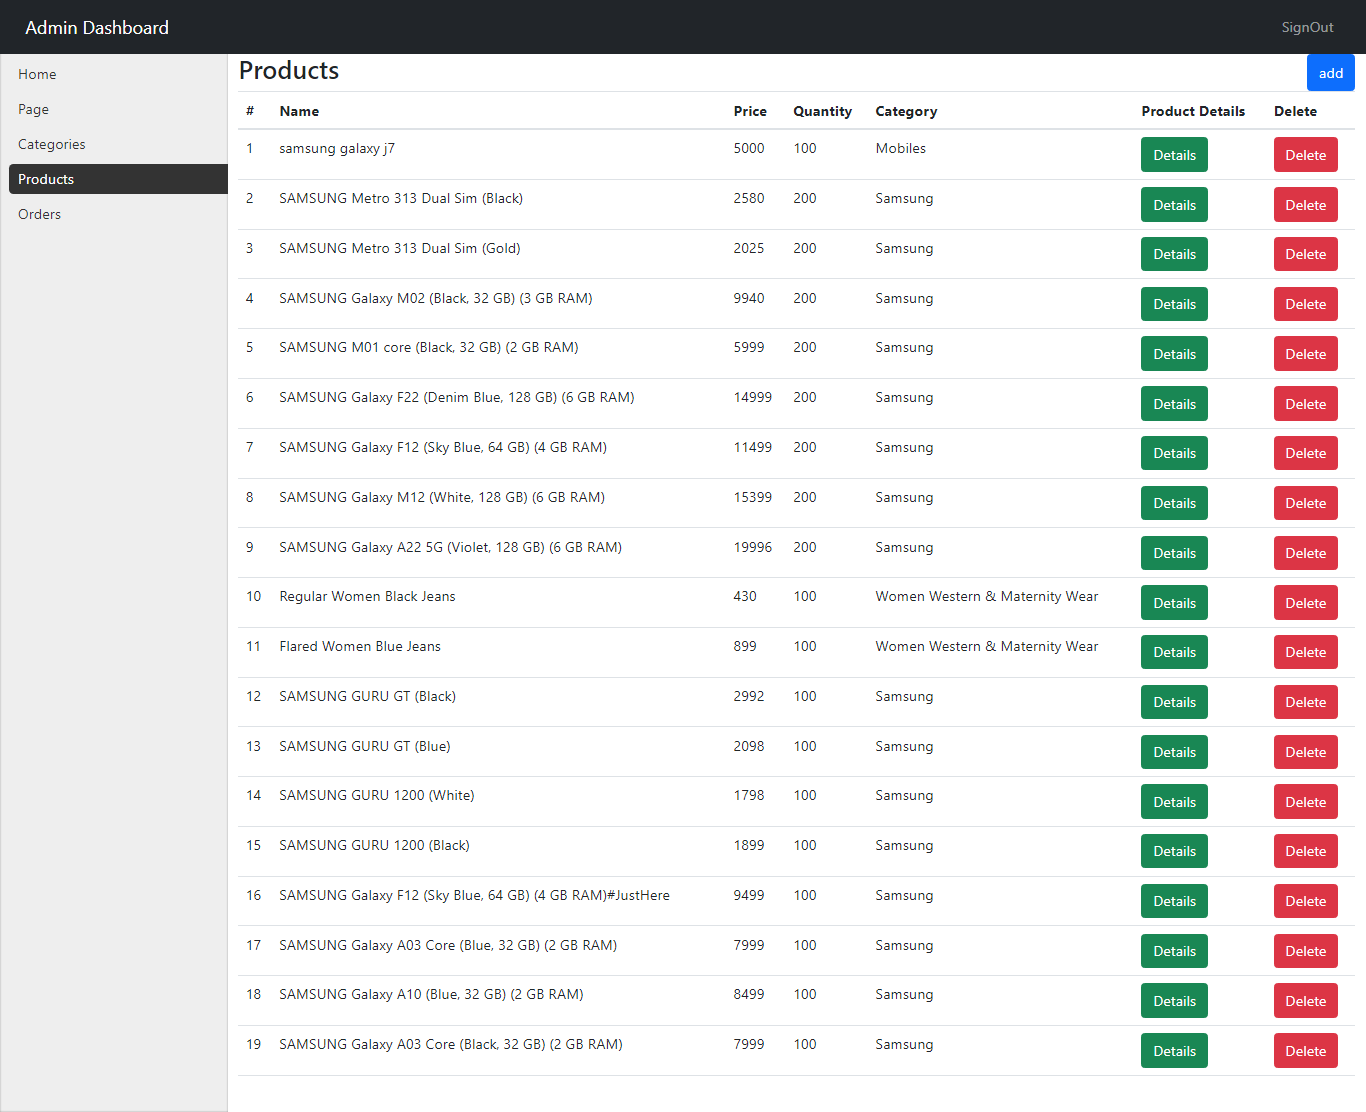 Admin Dashboard SignOut
Home
Page
Categories
Products
Orders
Products add
# Name Price Quantity Category Product Details Delete
1 samsung galaxy j7 5000 100 Mobiles Details Delete
2 SAMSUNG Metro 313 Dual Sim (Black) 2580 200 Samsung Details Delete
3 SAMSUNG Metro 313 Dual Sim (Gold) 2025 200 Samsung Details Delete
4 SAMSUNG Galaxy M02 (Black, 32 GB) (3 GB RAM) 9940 200 Samsung Details Delete
5 SAMSUNG M01 core (Black, 32 GB) (2 GB RAM) 5999 200 Samsung Details Delete
6 SAMSUNG Galaxy F22 (Denim Blue, 128 GB) (6 GB RAM) 14999 200 Samsung Details Delete
7 SAMSUNG Galaxy F12 (Sky Blue, 64 GB) (4 GB RAM) 11499 200 Samsung Details Delete
8 SAMSUNG Galaxy M12 (White, 128 GB) (6 GB RAM) 15399 200 Samsung Details Delete
9 SAMSUNG Galaxy A22 5G (Violet, 128 GB) (6 GB RAM) 19996 200 Samsung Details Delete
10 Regular Women Black Jeans 430 100 Women Western & Maternity Wear Details Delete
11 Flared Women Blue Jeans 899 100 Women Western & Maternity Wear Details Delete
12 SAMSUNG GURU GT (Black) 2992 100 Samsung Details Delete
13 SAMSUNG GURU GT (Blue) 2098 100 Samsung Details Delete
14 SAMSUNG GURU 1200 (White) 1798 100 Samsung Details Delete
15 SAMSUNG GURU 1200 (Black) 1899 100 Samsung Details Delete
16 SAMSUNG Galaxy F12 (Sky Blue, 64 GB) (4 GB RAM)#JustHere 9499 100 Samsung Details Delete
17 SAMSUNG Galaxy A03 Core (Blue, 32 GB) (2 GB RAM) 7999 100 Samsung Details Delete
18 SAMSUNG Galaxy A10 (Blue, 32 GB) (2 GB RAM) 8499 100 Samsung Details Delete
19 SAMSUNG Galaxy A03 Core (Black, 32 GB) (2 GB RAM) 7999 100 Samsung Details Delete